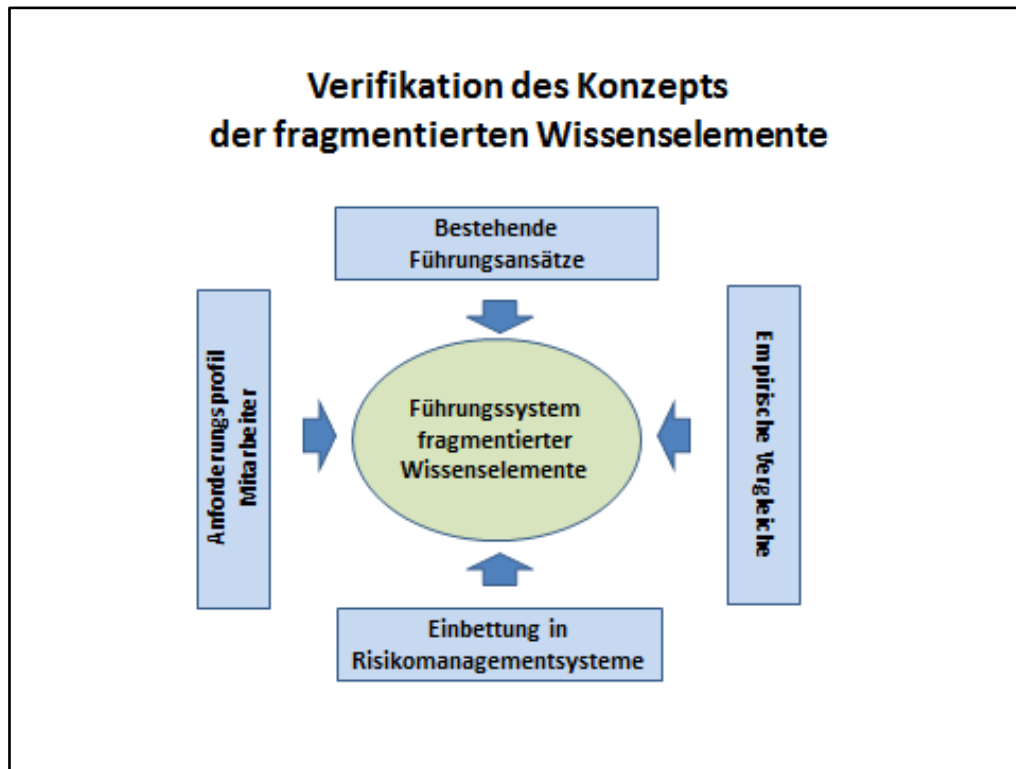 Verifikation des Konzepts
der fragmentierten Wissenselemente
Bestehende
Führungsansätze
Anforderungsprofil
Mitarbeiter
Führungssystem
fragmentierter
Wissenselemente
Empirische Vergleiche
Einbettung in
Risikomanagementsysteme